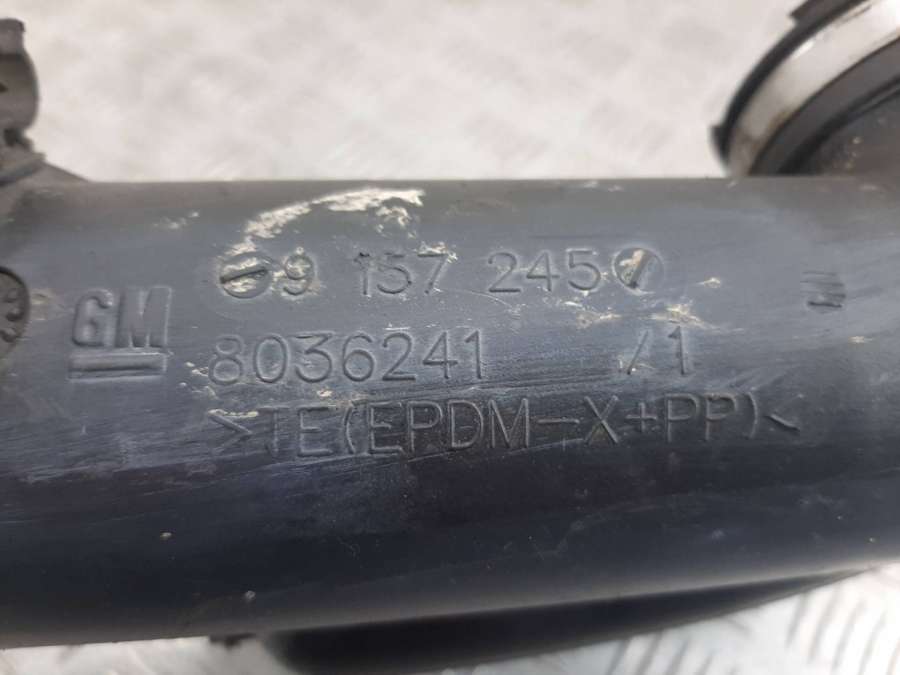 9 157 245
GM
8036241 /1
>TE(EPDM-X+PP)<